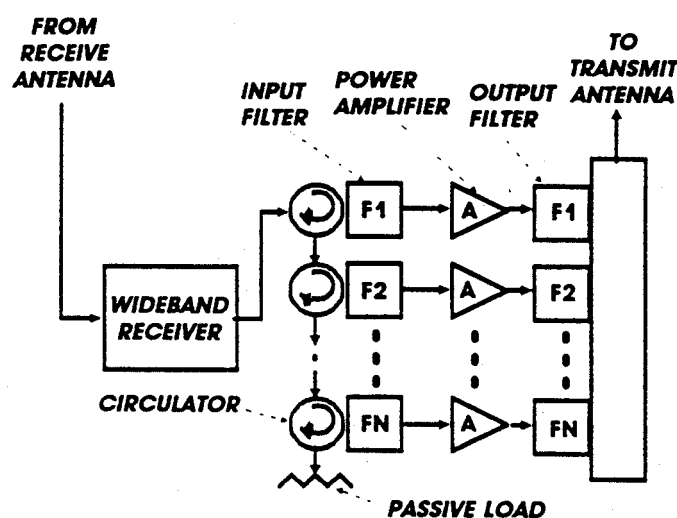 FROM
RECEIVE
ANTENNA
TO
TRANSMIT
ANTENNA
INPUT
FILTER
POWER
AMPLIFIER
OUTPUT
FILTER
F1
A
F1
WIDEBAND
RECEIVER
F2
A
F2
CIRCULATOR
FN
A
FN
PASSIVE LOAD